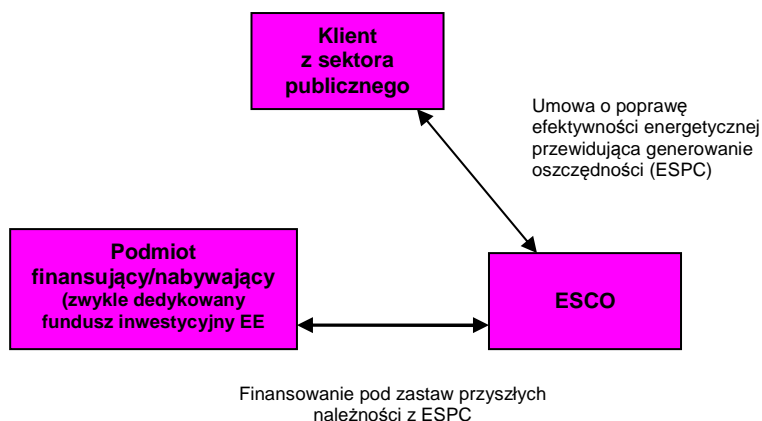 Klient
z sektora
publicznego
Umowa o poprawę
efektywności energetycznej
przewidująca generowanie
oszczędności (ESPC)
Podmiot
finansujący/nabywający
(zwykle dedykowany
fundusz inwestycyjny EE
ESCO
Finansowanie pod zastaw przyszłych
należności z ESPC